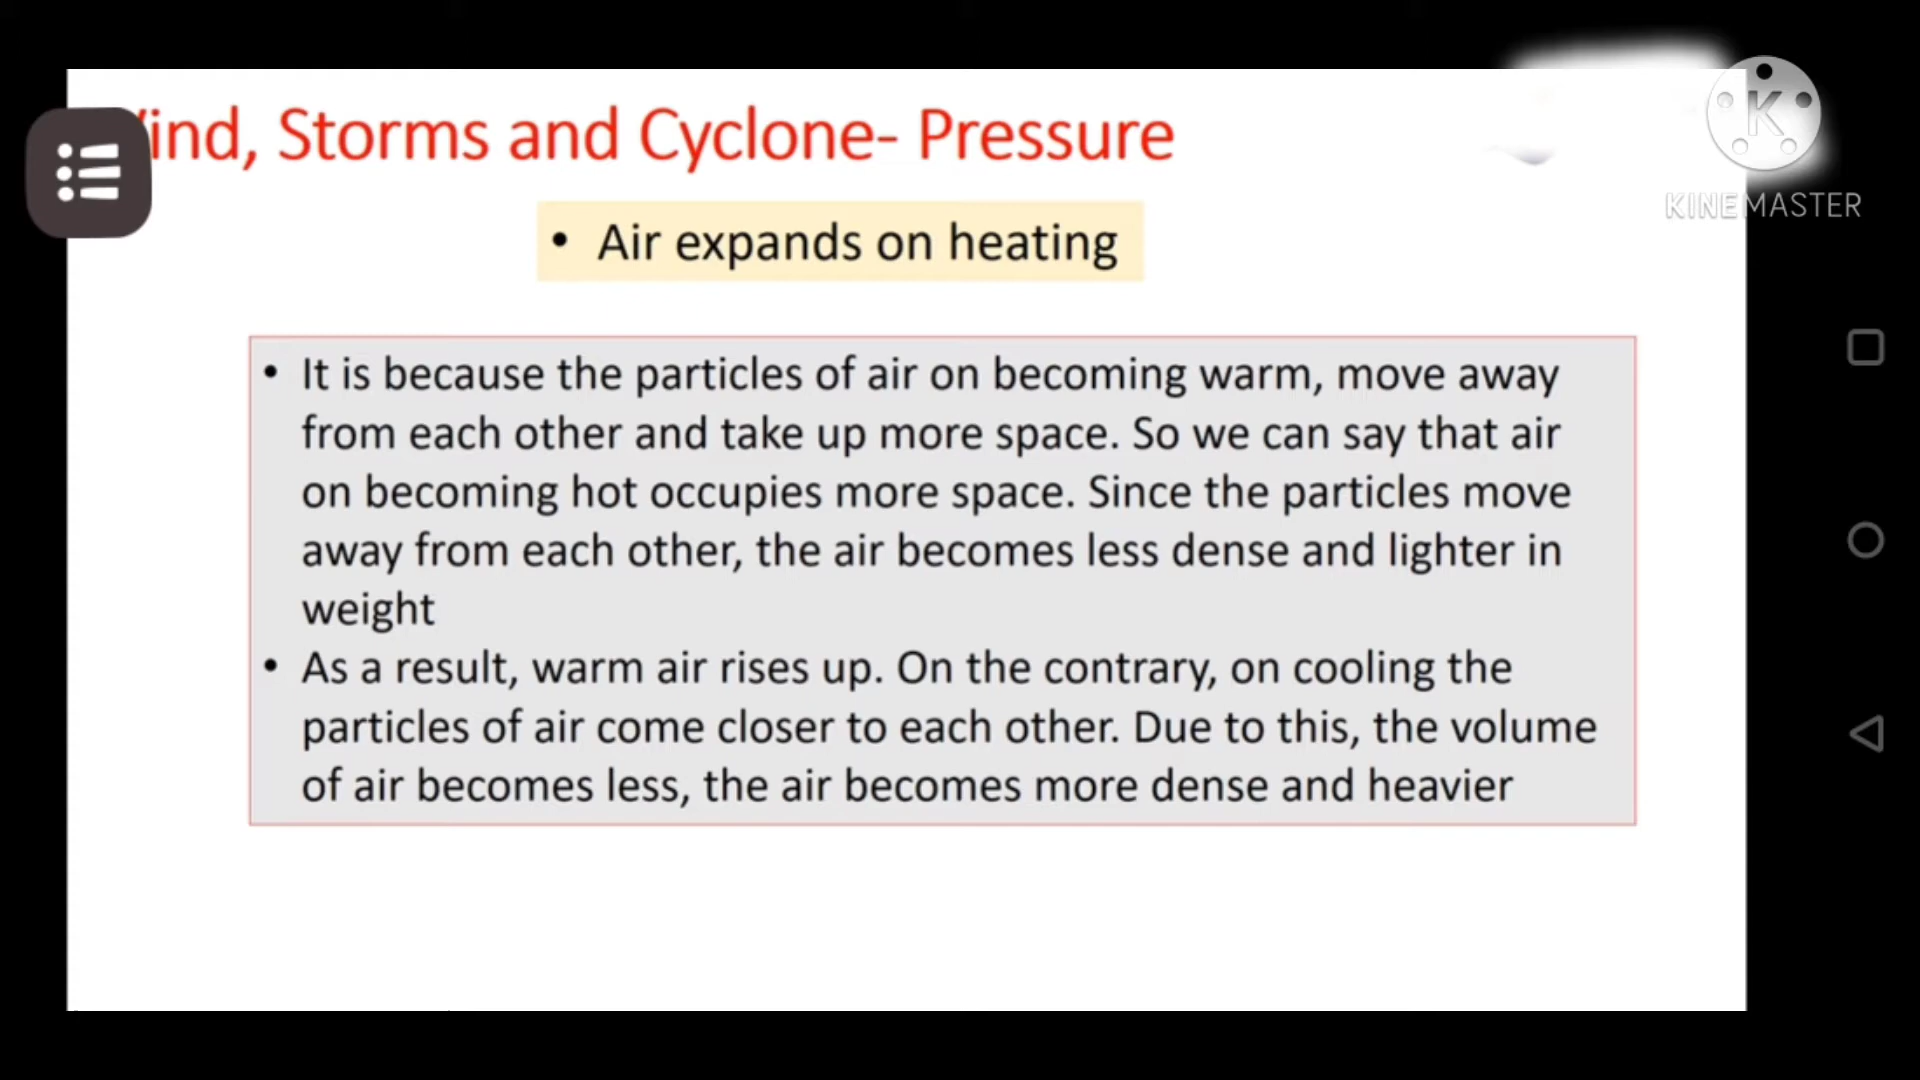 ind, Storms and Cyclone- Pressure
KINEMASTER
• Air expands on heating
• It is because the particles of air on becoming warm, move away
from each other and take up more space. So we can say that air
on becoming hot occupies more space. Since the particles move
away from each other, the air becomes less dense and lighter in
weight
• As a result, warm air rises up. On the contrary, on cooling the
particles of air come closer to each other. Due to this, the volume
of air becomes less, the air becomes more dense and heavier